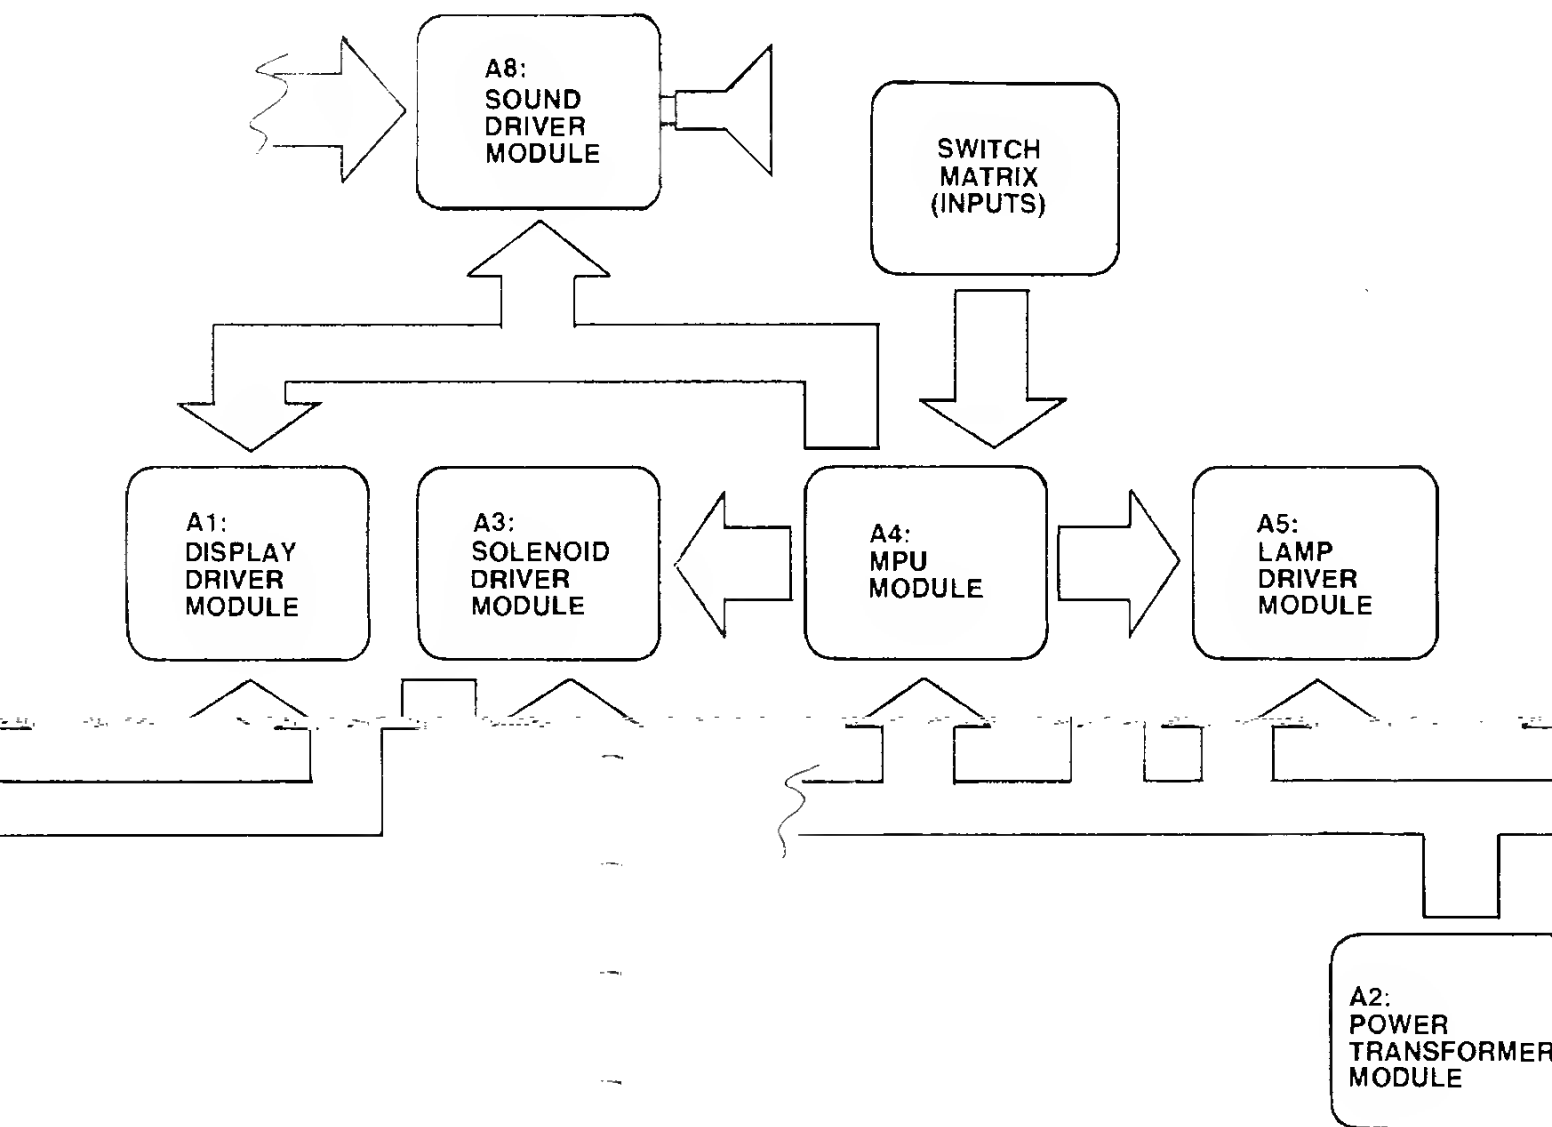 A8:
SOUND
DRIVER
MODULE
SWITCH
MATRIX
(INPUTS)
A1:
DISPLAY
DRIVER
MODULE
A3:
SOLENOID
DRIVER
MODULE
A4:
MPU
MODULE
A5:
LAMP
DRIVER
MODULE
A2:
POWER
TRANSFORMER
MODULE